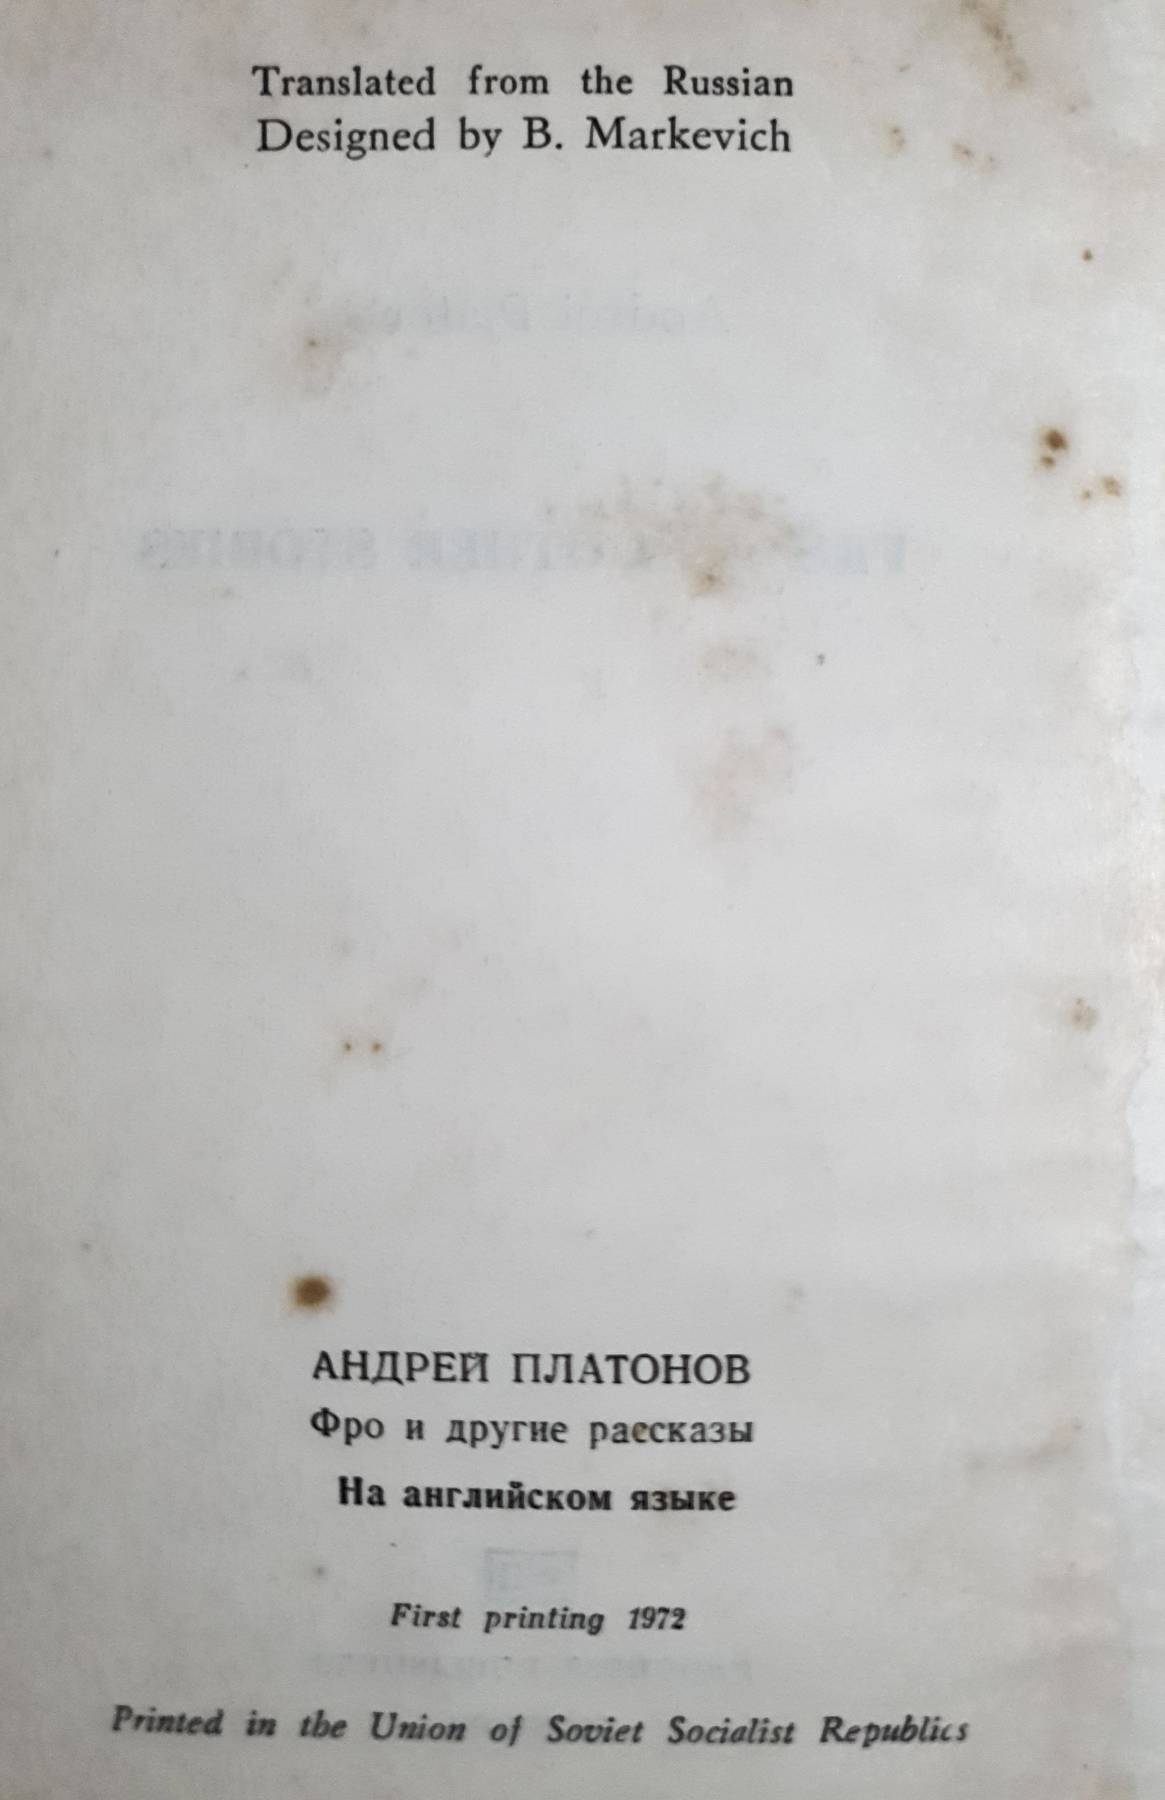 Translated from the Russian
Designed by B. Markevich
АНДРЕЙ ПЛАТОНОВ
Фро и другие рассказы
На английском языке
First printing 1972
Printed in the Union of Soviet Socialist Republics